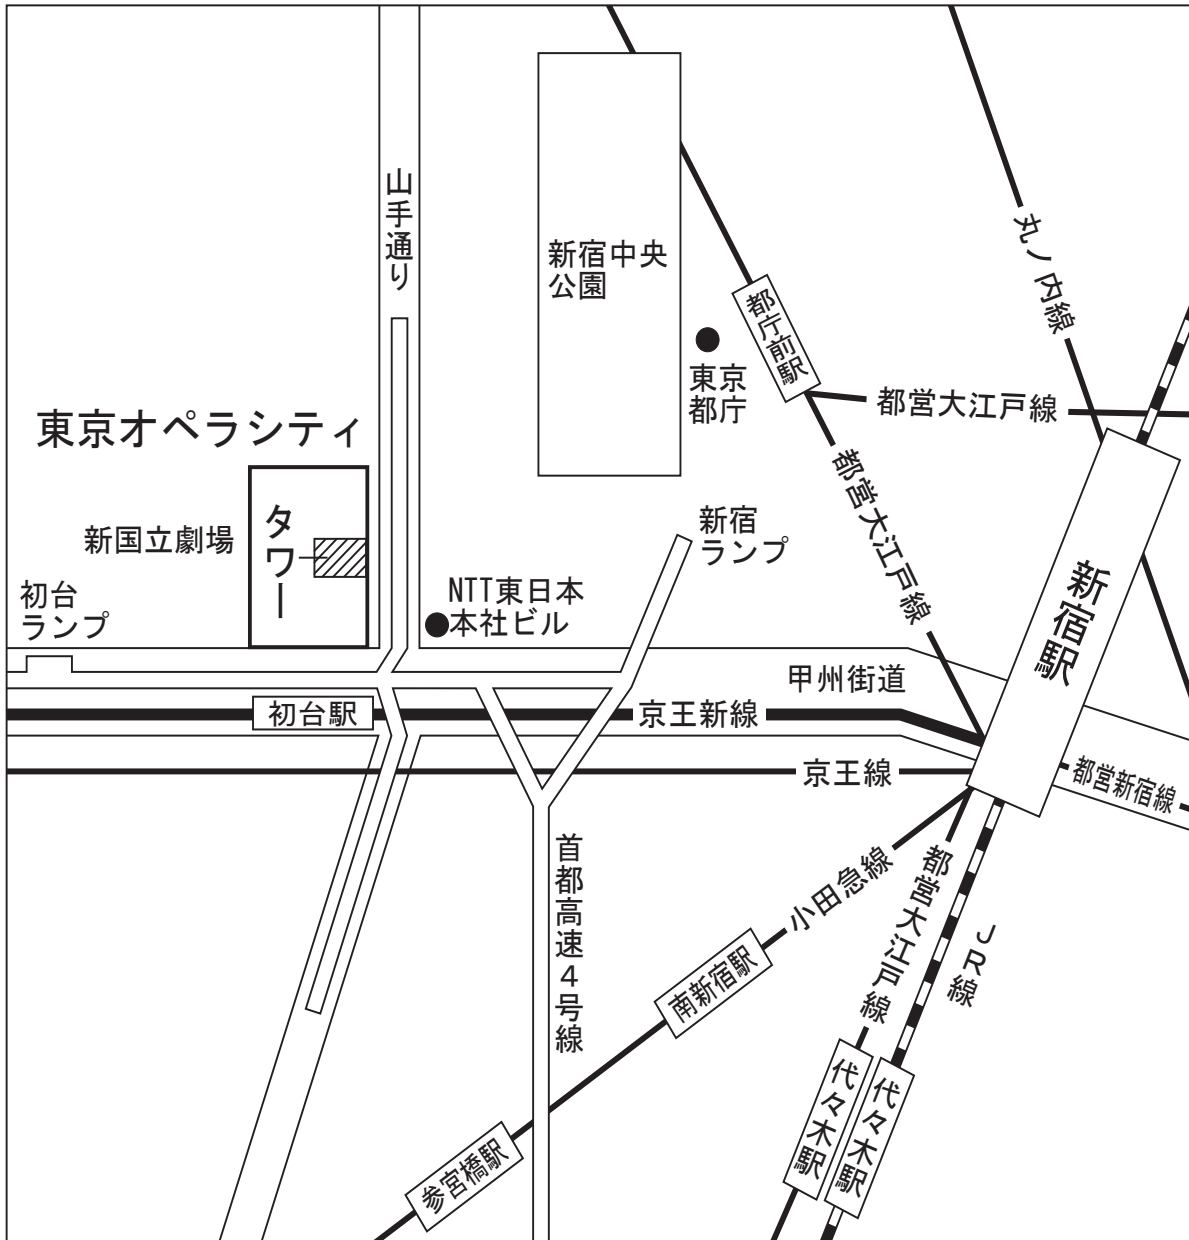 山手通り
新宿中央
公園
都庁前駅
丸ノ内線
東京
都庁
都営大江戸線
東京オペラシティ
都営大江戸線
タワー
新国立劇場
新宿
ランプ
初台
ランプ
NTT東日本
本社ビル
新宿駅
甲州街道
初台駅
京王新線
京王線
都営新宿線
首都高速4号線
小田急線
都営大江戸線
JR線
南新宿駅
代々木駅
代々木駅
参宮橋駅